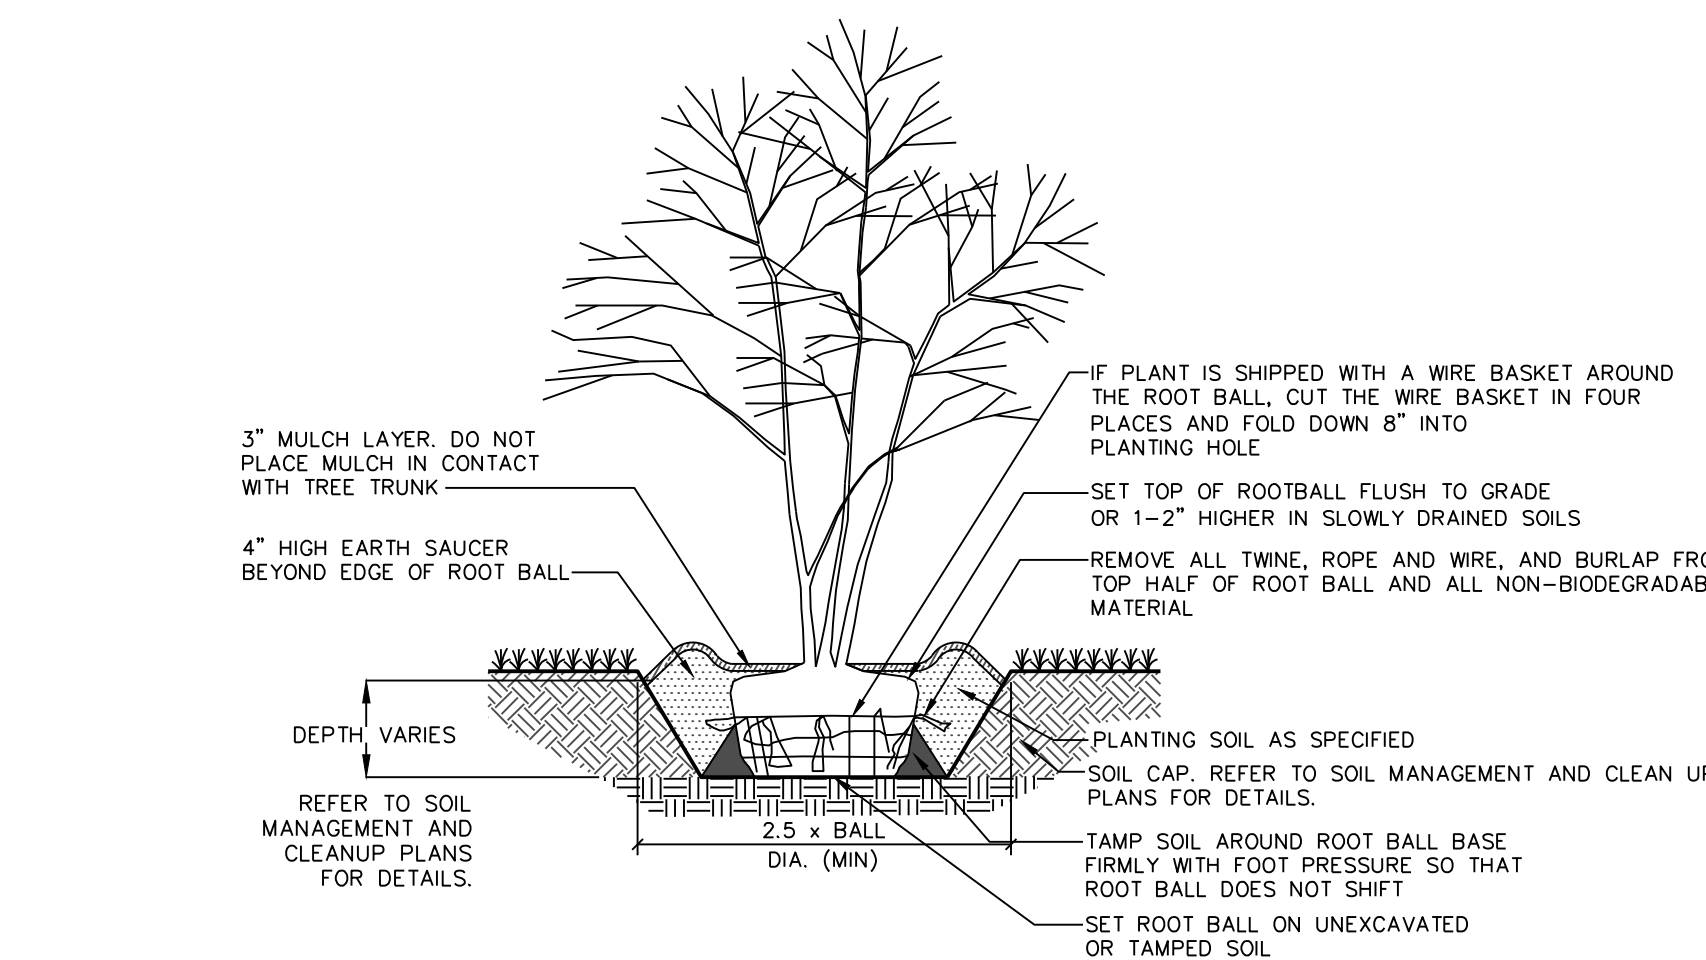 3" MULCH LAYER. DO NOT
PLACE MULCH IN CONTACT
WITH TREE TRUNK
4" HIGH EARTH SAUCER
BEYOND EDGE OF ROOT BALL
DEPTH VARIES
REFER TO SOIL
MANAGEMENT AND
CLEANUP PLANS
FOR DETAILS.
2.5 x BALL
DIA. (MIN)
IF PLANT IS SHIPPED WITH A WIRE BASKET AROUND
THE ROOT BALL, CUT THE WIRE BASKET IN FOUR
PLACES AND FOLD DOWN 8" INTO
PLANTING HOLE
SET TOP OF ROOTBALL FLUSH TO GRADE
OR 1-2" HIGHER IN SLOWLY DRAINED SOILS
REMOVE ALL TWINE, ROPE AND WIRE, AND BURLAP
TOP HALF OF ROOT BALL AND ALL
MATERIAL
PLANTING SOIL AS SPECIFIED
SOIL CAP. REFER TO SOIL MANAGEMENT AND CLEAN
PLANS FOR DETAILS.
TAMP SOIL AROUND ROOT BALL BASE
FIRMLY WITH FOOT PRESSURE SO THAT
ROOT BALL DOES NOT SHIFT
SET ROOT BALL ON UNEXCAVATED
OR TAMPED SOIL